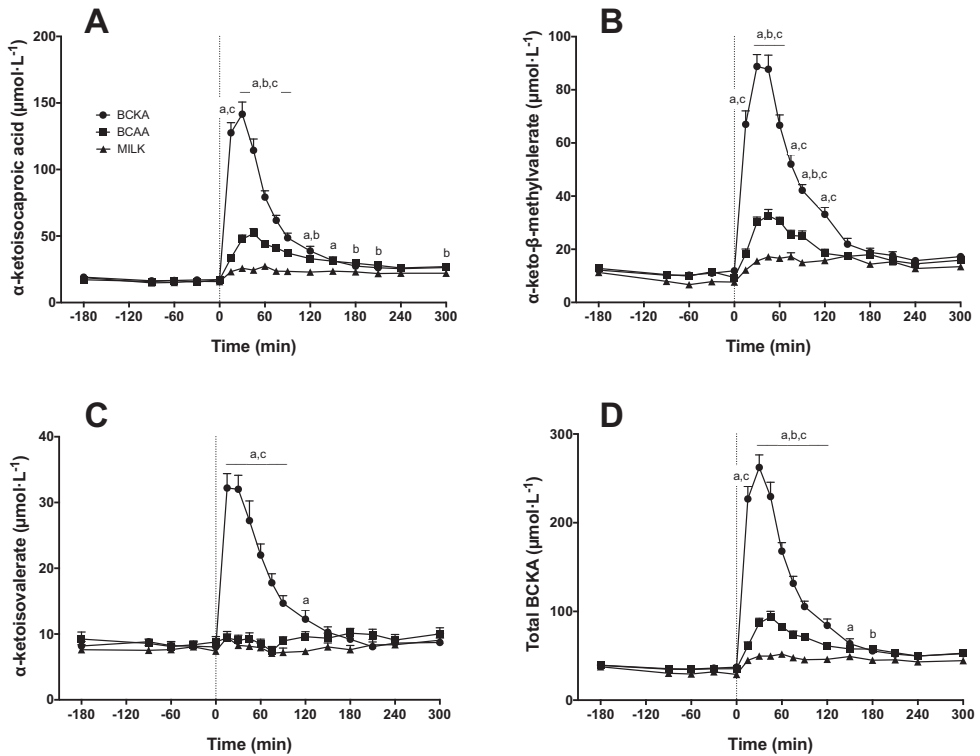 A
α-ketoisocaproic acid (µmol·L⁻¹)
200
150
100
50
0
a,b,c
a,c
BCKA
BCAA
MILK
a,b
a
b
b
b
-180
-120
-60
0
60
120
180
240
300
Time (min)
B
α-keto-β-methylvalerate (µmol·L⁻¹)
100
80
60
40
20
0
a,b,c
a,c
a,c
a,b,c
a,c
-180
-120
-60
0
60
120
180
240
300
Time (min)
C
α-ketoisovalerate (µmol·L⁻¹)
40
30
20
10
0
a,c
a
-180
-120
-60
0
60
120
180
240
300
Time (min)
D
Total BCKA (µmol·L⁻¹)
300
200
100
0
a,b,c
a,c
a
b
-180
-120
-60
0
60
120
180
240
300
Time (min)